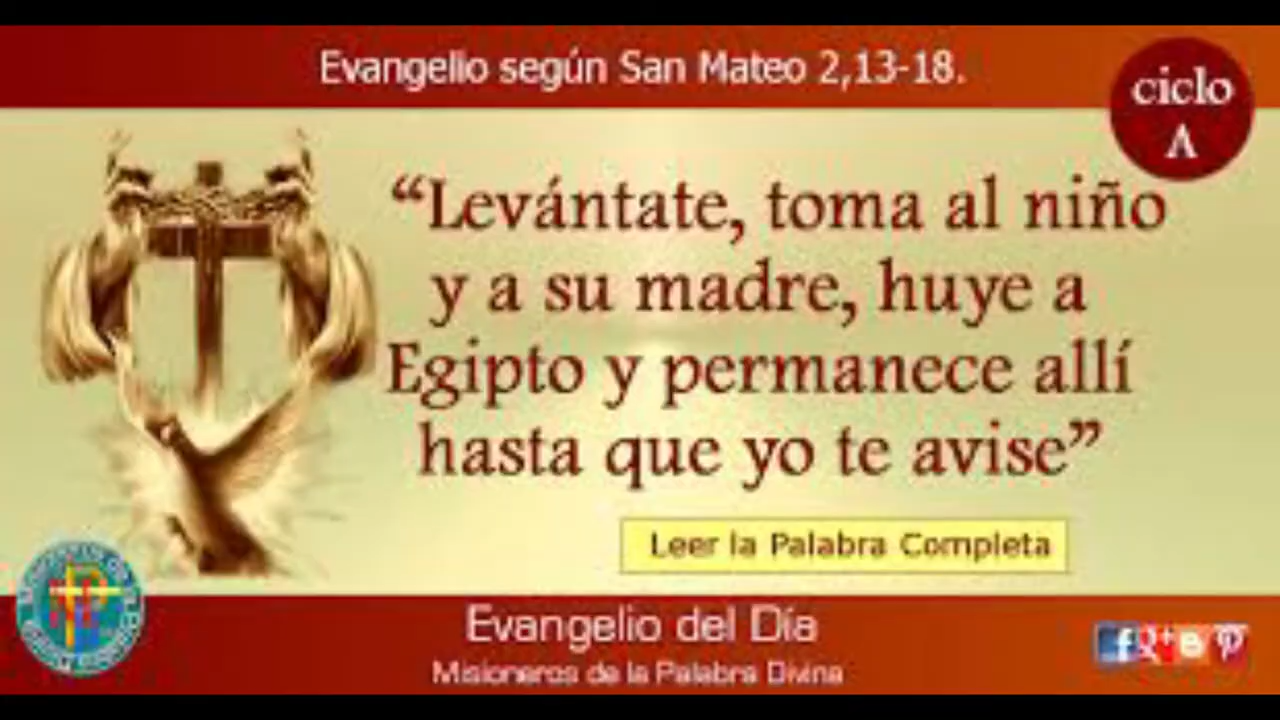 Evangelio según San Mateo 2,13-18.
ciclo
A
“Levántate, toma al niño
y a su madre, huye a
Egipto y permanece allí
hasta que yo te avise”
Leer la Palabra Completa
Evangelio del Día
Misioneros de la Palabra Divina